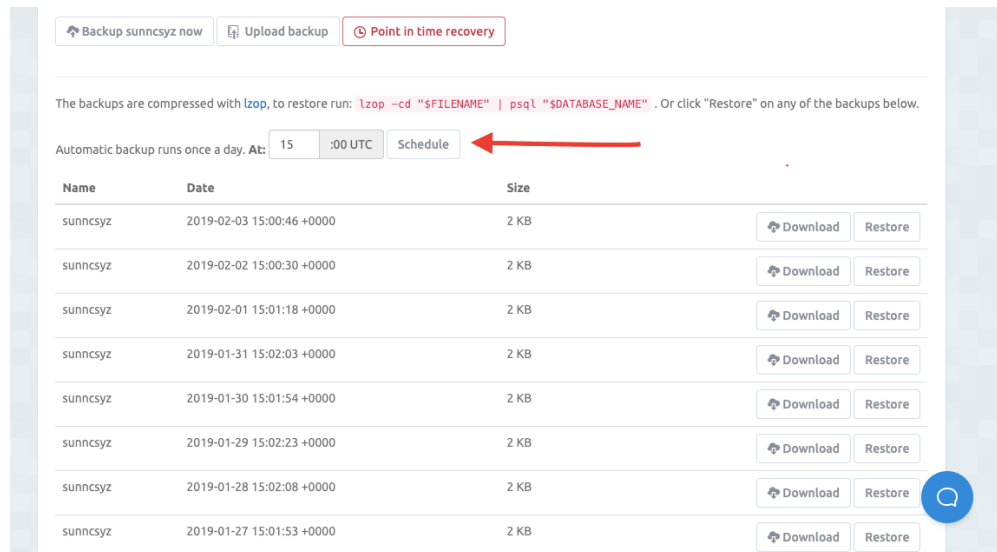 Backup sunncsyz now Upload backup Point in time recovery
The backups are compressed with lzop, to restore run: lzop -cd "$FILENAME" | psql "$DATABASE_NAME" . Or click "Restore" on any of the backups below.
Automatic backup runs once a day. At: 15 :00 UTC Schedule
Name Date Size
sunncsyz 2019-02-03 15:00:46 +0000 2 KB Download Restore
sunncsyz 2019-02-02 15:00:30 +0000 2 KB Download Restore
sunncsyz 2019-02-01 15:01:18 +0000 2 KB Download Restore
sunncsyz 2019-01-31 15:02:03 +0000 2 KB Download Restore
sunncsyz 2019-01-30 15:01:54 +0000 2 KB Download Restore
sunncsyz 2019-01-29 15:02:23 +0000 2 KB Download Restore
sunncsyz 2019-01-28 15:02:08 +0000 2 KB Download Restore
sunncsyz 2019-01-27 15:01:53 +0000 2 KB Download Restore